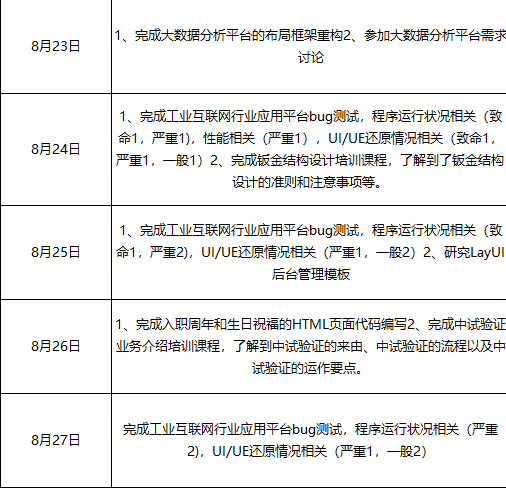 8月23日
1、完成大数据分析平台的布局框架重构2、参加大数据分析平台需求
讨论
8月24日
1、完成工业互联网行业应用平台bug测试，程序运行状况相关（致
命1，严重1)，性能相关（严重1），UI/UE还原情况相关（致命1，
严重1，一般1）2、完成钣金结构设计培训课程，了解到了钣金结构
设计的准则和注意事项等。
8月25日
1、完成工业互联网行业应用平台bug测试，程序运行状况相关（致
命1，严重2)，UI/UE还原情况相关（严重1，一般2）2、研究LayUI
后台管理模板
8月26日
1、完成入职周年和生日祝福的HTML页面代码编写2、完成中试验证
业务介绍培训课程，了解到中试验证的来由、中试验证的流程以及中
试验证的运作要点。
8月27日
完成工业互联网行业应用平台bug测试，程序运行状况相关（严重
2)，UI/UE还原情况相关（严重1，一般2）